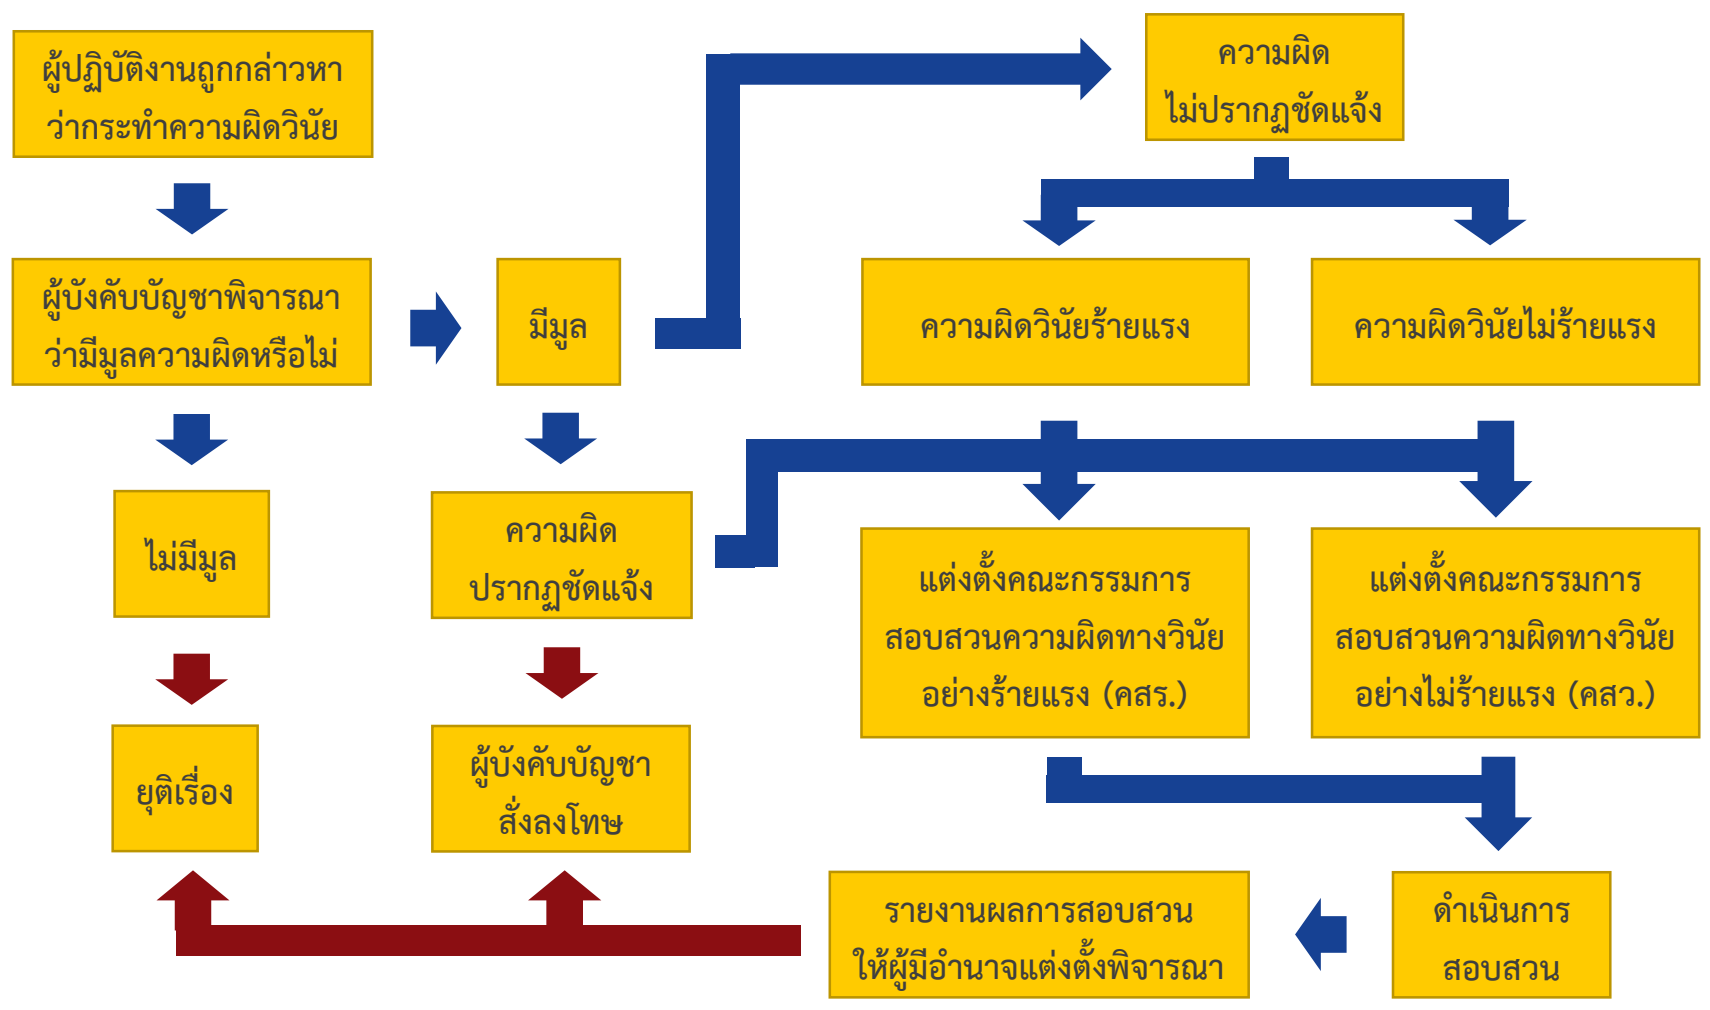 ผู้ปฏิบัติงานถูกกล่าวหา
ว่ากระทำความผิดวินัย
ผู้บังคับบัญชาพิจารณา
ว่ามีมูลความผิดหรือไม่
มีมูล
ความผิด
ไม่ปรากฏชัดแจ้ง
ความผิดวินัยร้ายแรง
ความผิดวินัยไม่ร้ายแรง
ไม่มีมูล
ความผิด
ปรากฏชัดแจ้ง
แต่งตั้งคณะกรรมการ
สอบสวนความผิดทางวินัย
อย่างร้ายแรง (คสร.)
แต่งตั้งคณะกรรมการ
สอบสวนความผิดทางวินัย
อย่างไม่ร้ายแรง (คสว.)
ยุติเรื่อง
ผู้บังคับบัญชา
สั่งลงโทษ
รายงานผลการสอบสวน
ให้ผู้มีอำนาจแต่งตั้งพิจารณา
ดำเนินการ
สอบสวน